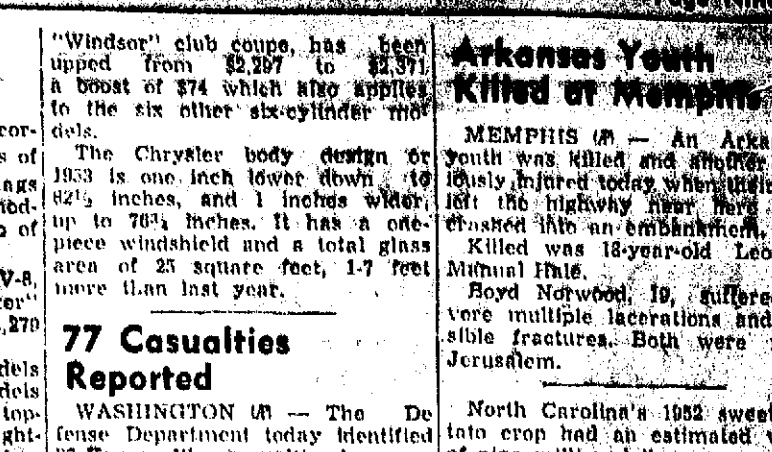 cor-
s of
ings
nod-
p of
V-8,
ter"
,270
dels
dels
top-
ght-
"Windsor" club coupe, has been
upped from $2,297 to $2,371
a boost of $74 which also applies
to the six other six-cylinder mo-
dels.
The Chrysler body design or
1953 is one inch lower down to
62½ inches, and 1 inches wider,
up to 76¾ inches. It has a one-
piece windshield and a total glass
area of 25 square feet, 1-7 feet
more than last year.
77 Casualties
Reported
WASHINGTON (AP) — The De
fense Department today identified
Arkansas Youth
Killed at Memphis
MEMPHIS (AP) — An Arka
youth was killed and another
iously injured today when their
left the highway near here
crashed into an embankment.
Killed was 18-year-old Leo
Hale.
Boyd Norwood, 19, suffere
vere multiple lacerations and
sible fractures. Both were
Jerusalem.
North Carolina's 1952 sweet
tato crop had an estimated